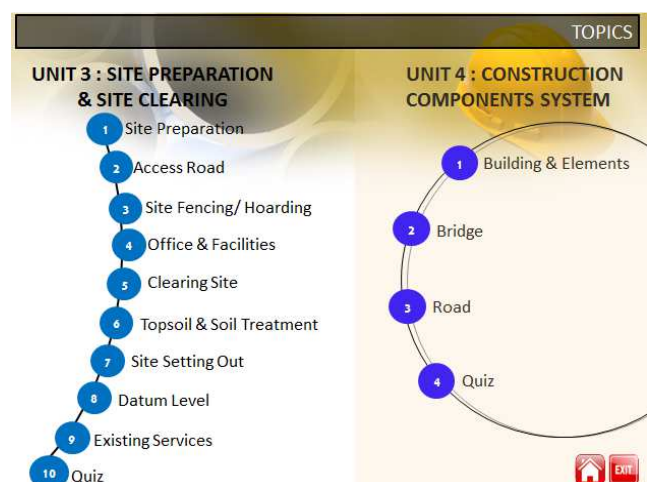 TOPICS
UNIT 3 : SITE PREPARATION
& SITE CLEARING
1 Site Preparation
2 Access Road
3 Site Fencing/ Hoarding
4 Office & Facilities
5 Clearing Site
6 Topsoil & Soil Treatment
7 Site Setting Out
8 Datum Level
9 Existing Services
10 Quiz
UNIT 4 : CONSTRUCTION
COMPONENTS SYSTEM
1 Building & Elements
2 Bridge
3 Road
4 Quiz
EXIT